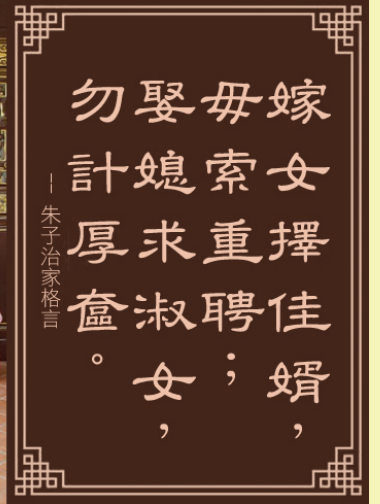 嫁女擇佳婿，
毋索重聘；
娶媳求淑女，
勿計厚奩。
—朱子治家格言